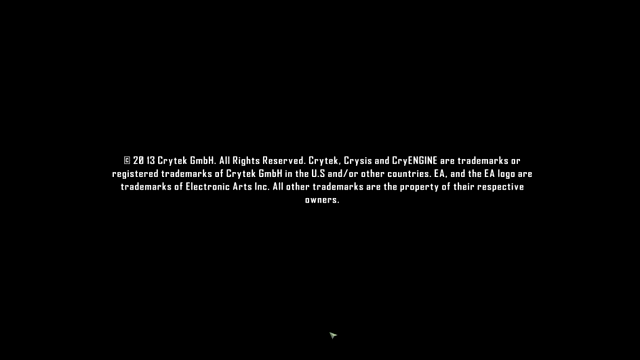 © 2013 Crytek GmbH. All Rights Reserved. Crytek, Crysis and CryENGINE are trademarks or
registered trademarks of Crytek GmbH in the U.S and/or other countries. EA, and the EA logo are
trademarks of Electronic Arts Inc. All other trademarks are the property of their respective
owners.